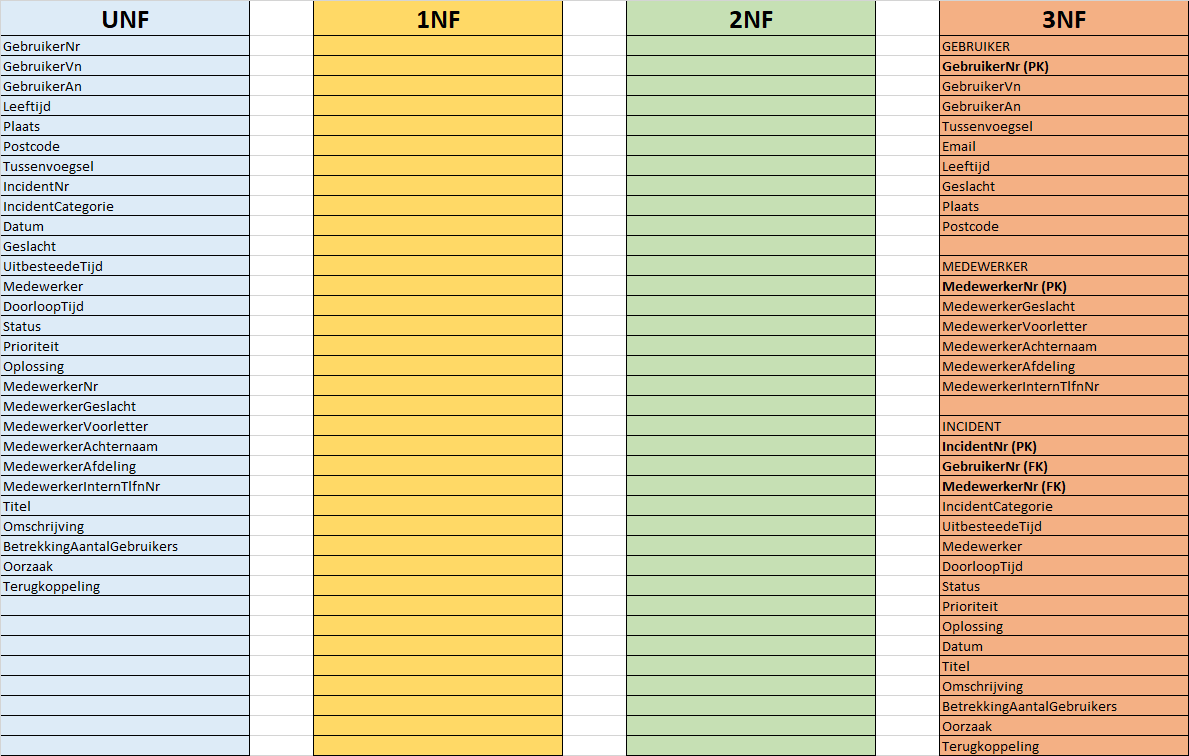 UNF
GebruikerNr
GebruikerVn
GebruikerAn
Leeftijd
Plaats
Postcode
Tussenvoegsel
IncidentNr
IncidentCategorie
Datum
Geslacht
UitbesteedeTijd
Medewerker
DoorloopTijd
Status
Prioriteit
Oplossing
MedewerkerNr
MedewerkerGeslacht
MedewerkerVoorletter
MedewerkerAchternaam
MedewerkerAfdeling
MedewerkerInternTlfnNr
Titel
Omschrijving
BetrekkingAantalGebruikers
Oorzaak
Terugkoppeling
1NF
2NF
3NF
GEBRUIKER
GebruikerNr (PK)
GebruikerVn
GebruikerAn
Tussenvoegsel
Email
Leeftijd
Geslacht
Plaats
Postcode
MEDEWERKER
MedewerkerNr (PK)
MedewerkerGeslacht
MedewerkerVoorletter
MedewerkerAchternaam
MedewerkerAfdeling
MedewerkerInternTlfnNr
INCIDENT
IncidentNr (PK)
GebruikerNr (FK)
MedewerkerNr (FK)
IncidentCategorie
UitbesteedeTijd
Medewerker
DoorloopTijd
Status
Prioriteit
Oplossing
Datum
Titel
Omschrijving
BetrekkingAantalGebruikers
Oorzaak
Terugkoppeling